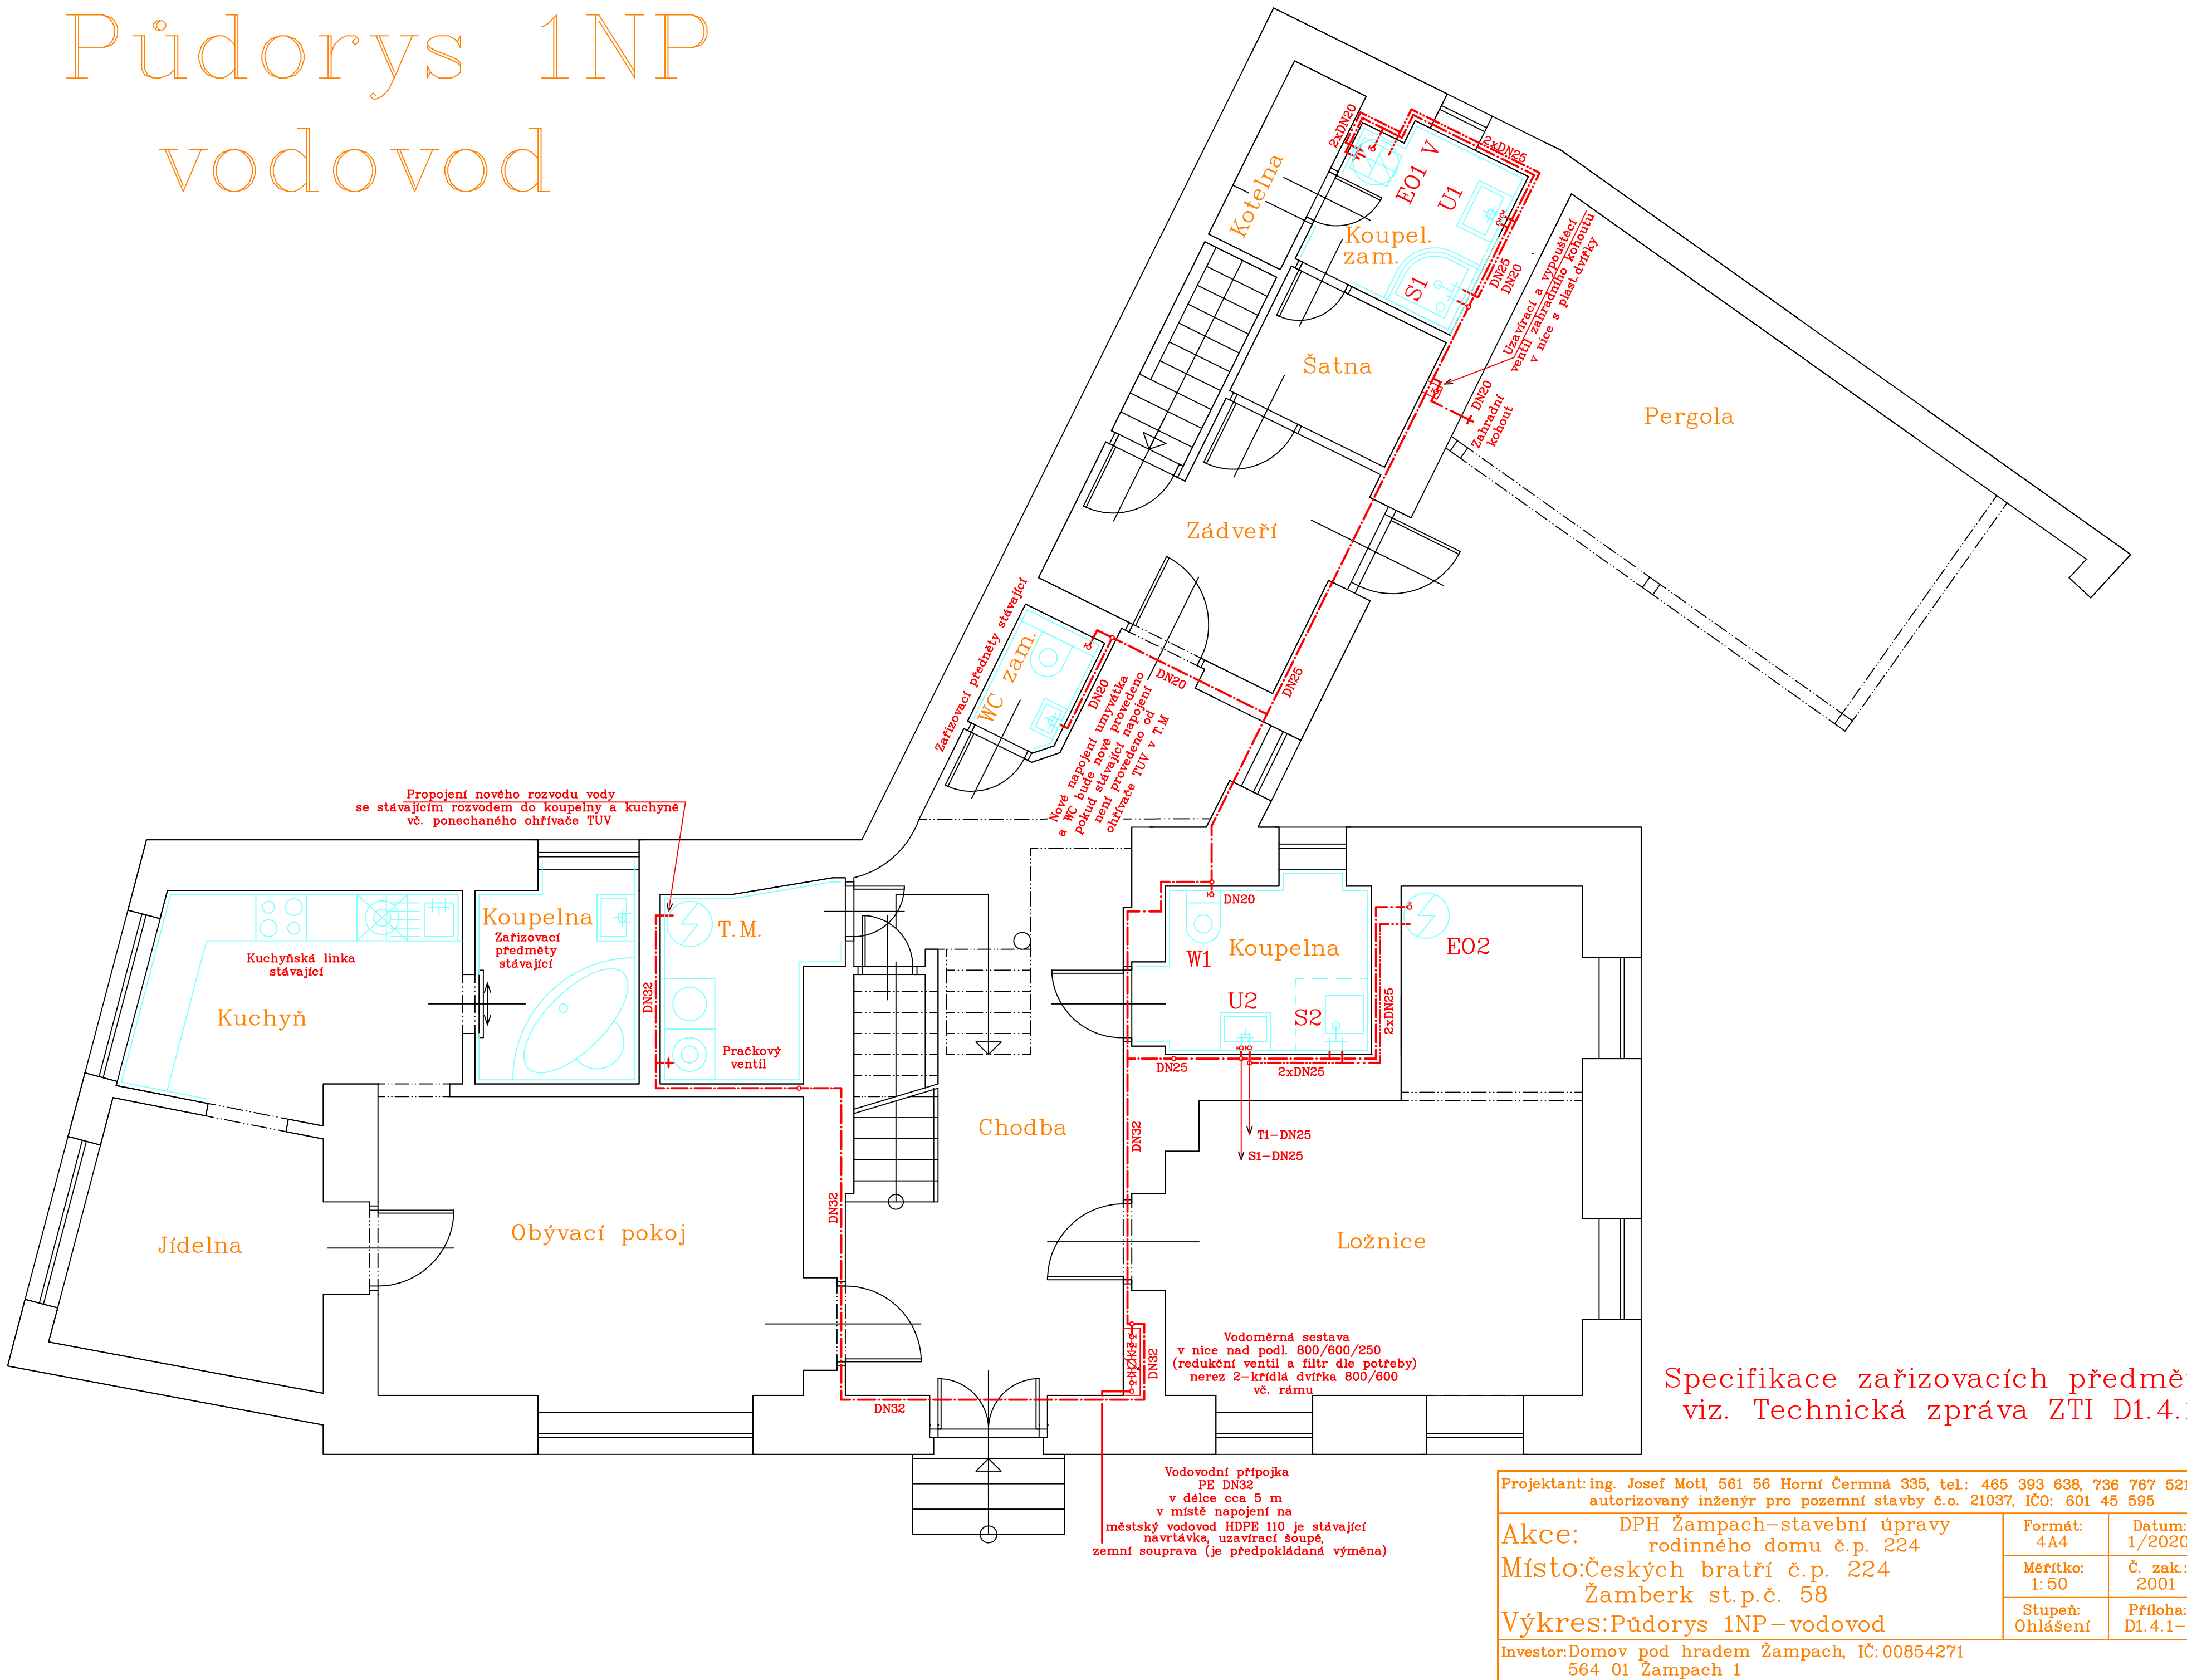 Půdorys 1NP
vodovod
2xDN20
2xDN25
EO1 V
U1
Kotelna
Koupel.
zam.
S1
DN25
DN20
Uzavírací a vypouštěcí
ventil zahradního kohoutu
v nice s plast.dvířky
Šatna
DN20
Zahradní
kohout
Pergola
Zádveří
Zařizovací předměty stávající
WC zam.
DN20
DN20
DN25
Nové napojení umyvátka
a WC bude nově provedeno
pokud stávající napojení
není provedeno od
ohřívače TUV v T.M
Propojení nového rozvodu vody
se stávajícím rozvodem do koupelny a kuchyně
vč. ponechaného ohřívače TUV
Koupelna
Zařizovací
předměty
stávající
T.M.
Kuchyňská linka
stávající
Kuchyň
DN32
Pračkový
ventil
DN20
W1
Koupelna
EO2
U2
S2
2xDN25
DN25
2xDN25
Chodba
DN32
T1-DN25
S1-DN25
Jídelna
Obývací pokoj
DN32
Ložnice
DN32
DN32
Vodoměrná sestava
v nice nad podl. 800/600/250
(redukční ventil a filtr dle potřeby)
nerez 2-křídlá dvířka 800/600
vč. rámu
Vodovodní přípojka
PE DN32
v délce cca 5 m
v místě napojení na
městský vodovod HDPE 110 je stávající
navrtávka, uzavírací šoupě,
zemní souprava (je předpokládaná výměna)
Specifikace zařizovacích předmě
viz. Technická zpráva ZTI D1.4.
Projektant: ing. Josef Motl, 561 56 Horní Čermná 335, tel.: 465 393 638, 736 767 521
autorizovaný inženýr pro pozemní stavby č.o. 21037, IČO: 601 45 595
Akce: DPH Žampach-stavební úpravy
rodinného domu č.p. 224
Místo: Českých bratří č.p. 224
Žamberk st.p.č. 58
Výkres: Půdorys 1NP-vodovod
Formát:
4A4
Datum:
1/2020
Měřítko:
1:50
Č. zak.:
2001
Stupeň:
Ohlášení
Příloha:
D1.4.1-
Investor: Domov pod hradem Žampach, IČ: 00854271
564 01 Žampach 1